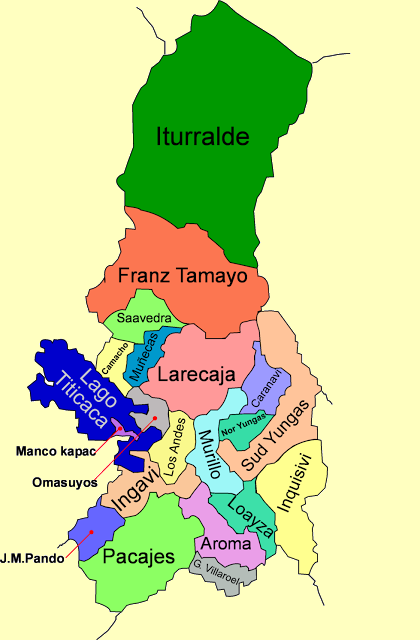 Iturralde
Franz Tamayo
Saavedra
Camacho
Muñecas
Larecaja
Lago
Titicaca
Caranavi
Nor Yungas
Sud Yungas
Manco kapac
Omasuyos
Los Andes
Murillo
Ingavi
Inquisivi
Loayza
J.M.Pando
Pacajes
Aroma
G. Villaroel